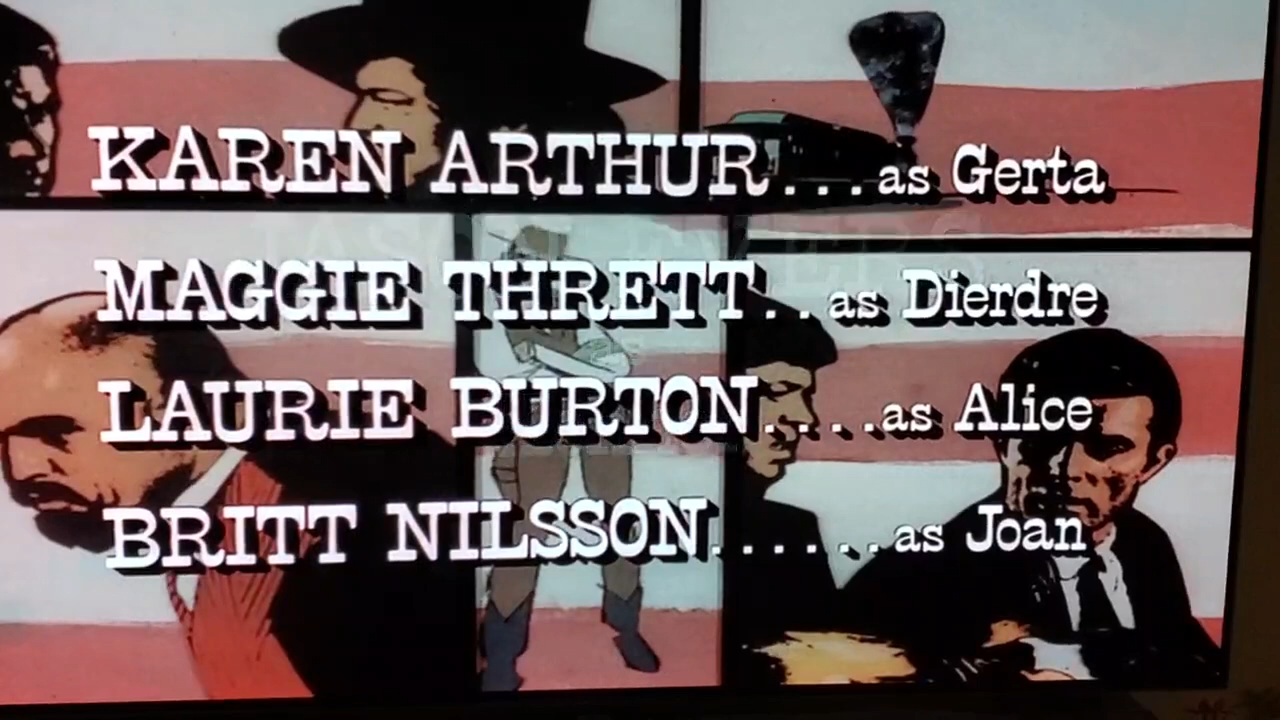 KAREN ARTHUR...as Gerta
MAGGIE THRETT..as Dierdre
LAURIE BURTON....as Alice
BRITT NILSSON......as Joan